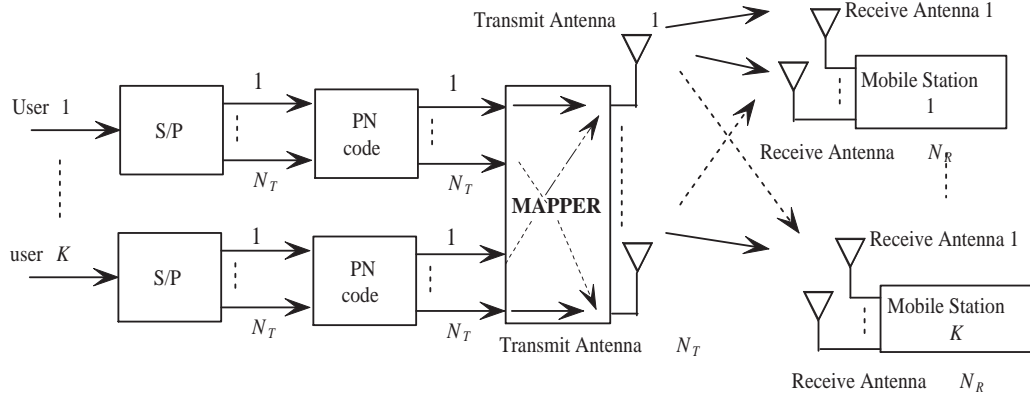 Transmit Antenna 1
Receive Antenna 1
Mobile Station
1
Receive Antenna N_R
User 1
S/P
1
N_T
PN
code
1
N_T
MAPPER
user K
S/P
1
N_T
PN
code
1
N_T
Transmit Antenna N_T
Receive Antenna 1
Mobile Station
K
Receive Antenna N_R